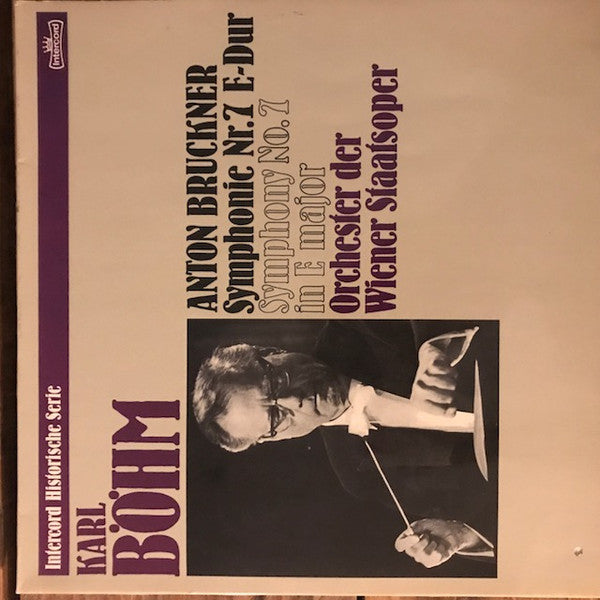 Intercord Historische Serie
Intercord
KARL
BÖHM
ANTON BRUCKNER
Symphonie Nr. 7 E-Dur
Symphony No. 7
in E major
Orchester der
Wiener Staatsoper